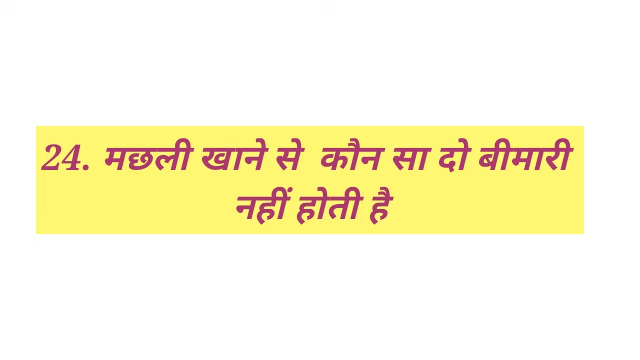 24. मछली खाने से कौन सा दो बीमारी
नहीं होती है